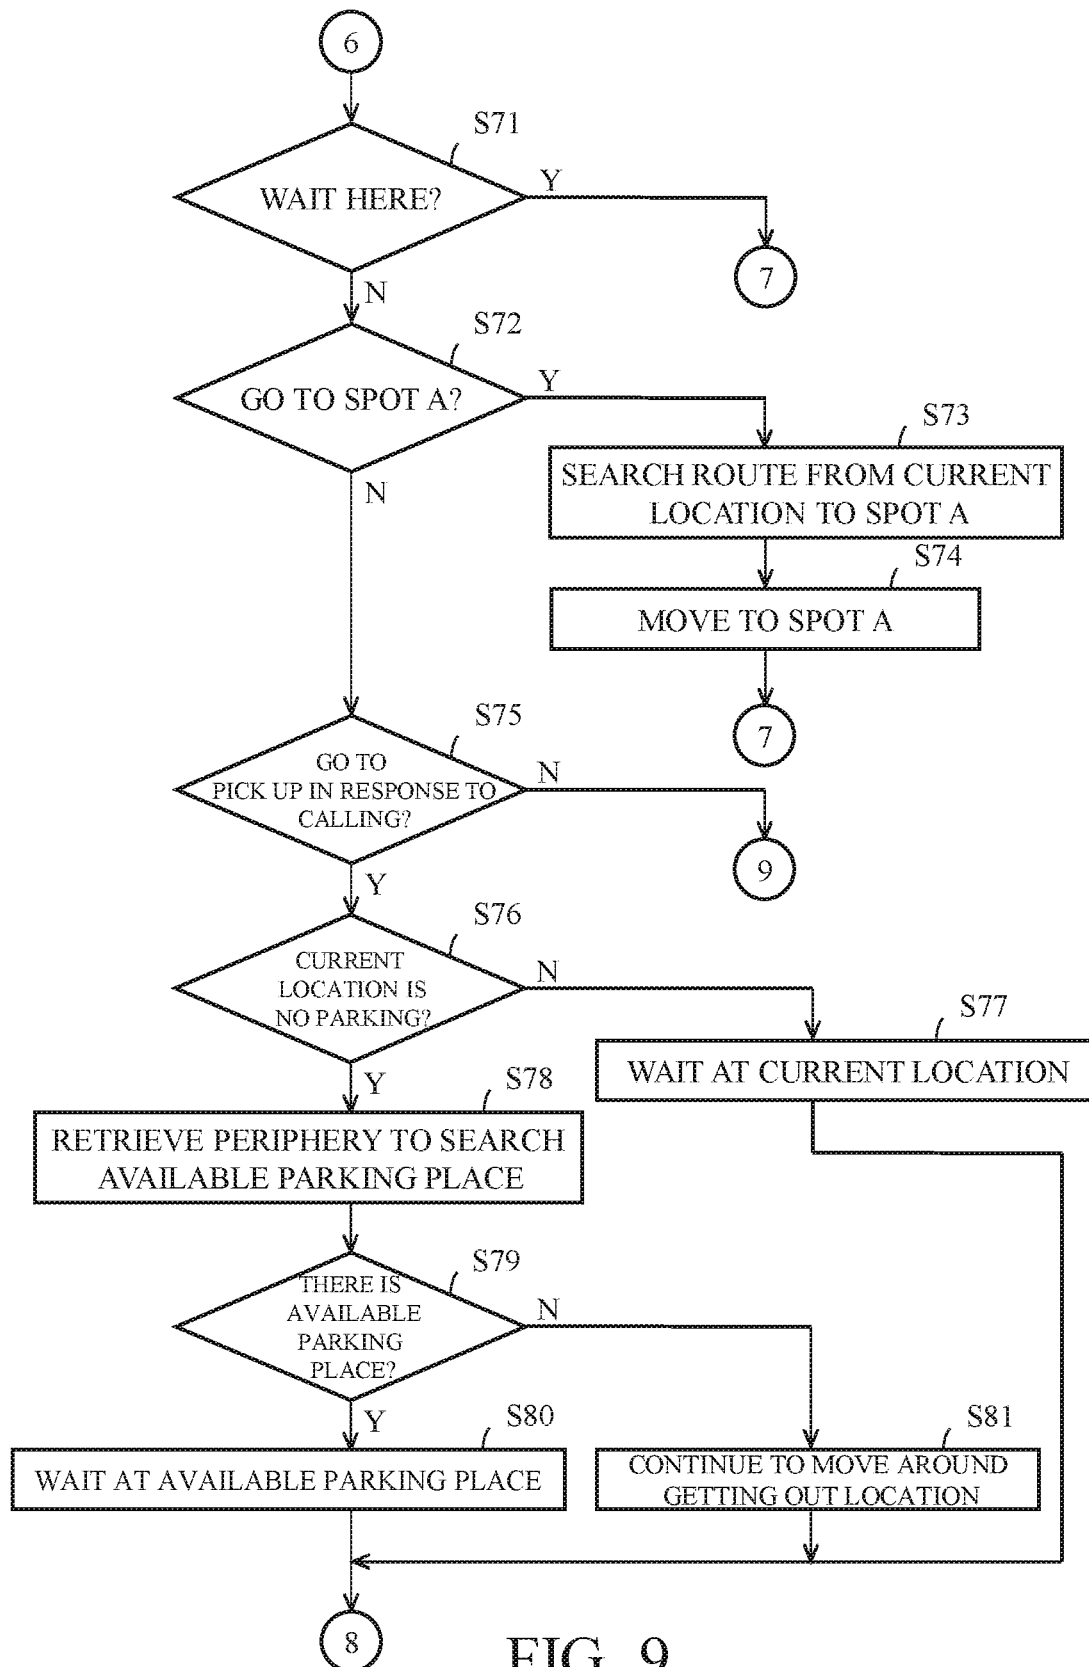 6
S71
WAIT HERE?
Y
7
N
S72
GO TO SPOT A?
Y
S73
SEARCH ROUTE FROM CURRENT
LOCATION TO SPOT A
N
S74
MOVE TO SPOT A
7
S75
GO TO
PICK UP IN RESPONSE TO
CALLING?
N
9
Y
S76
CURRENT
LOCATION IS
NO PARKING?
N
S77
WAIT AT CURRENT LOCATION
Y
S78
RETRIEVE PERIPHERY TO SEARCH
AVAILABLE PARKING PLACE
S79
THERE IS
AVAILABLE
PARKING
PLACE?
N
Y
S80
WAIT AT AVAILABLE PARKING PLACE
S81
CONTINUE TO MOVE AROUND
GETTING OUT LOCATION
8
FIG. 9